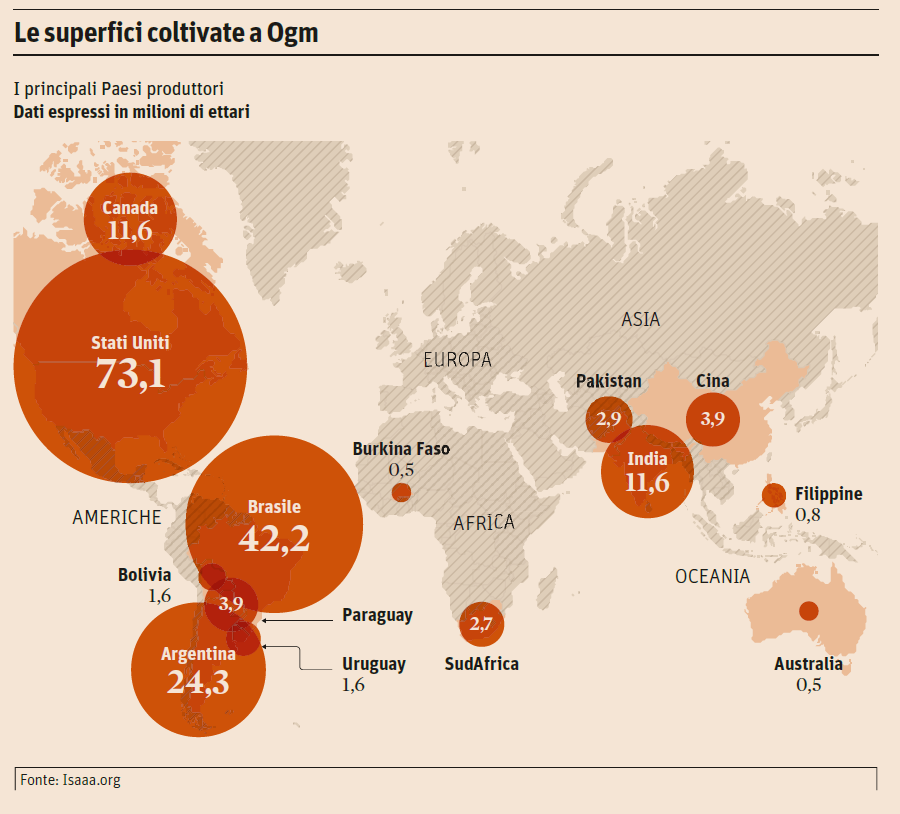 Le superfici coltivate a Ogm
I principali Paesi produttori
Dati espressi in milioni di ettari
Canada
11,6
Stati Uniti
73,1
ASIA
EUROPA
Pakistan
2,9
Cina
3,9
Burkina Faso
0,5
India
11,6
Filippine
0,8
Brasile
42,2
AMERICHE
AFRICA
OCEANIA
Bolivia
1,6
3,9
Paraguay
2,7
SudAfrica
Argentina
24,3
Uruguay
1,6
Australia
0,5
Fonte: Isaaa.org